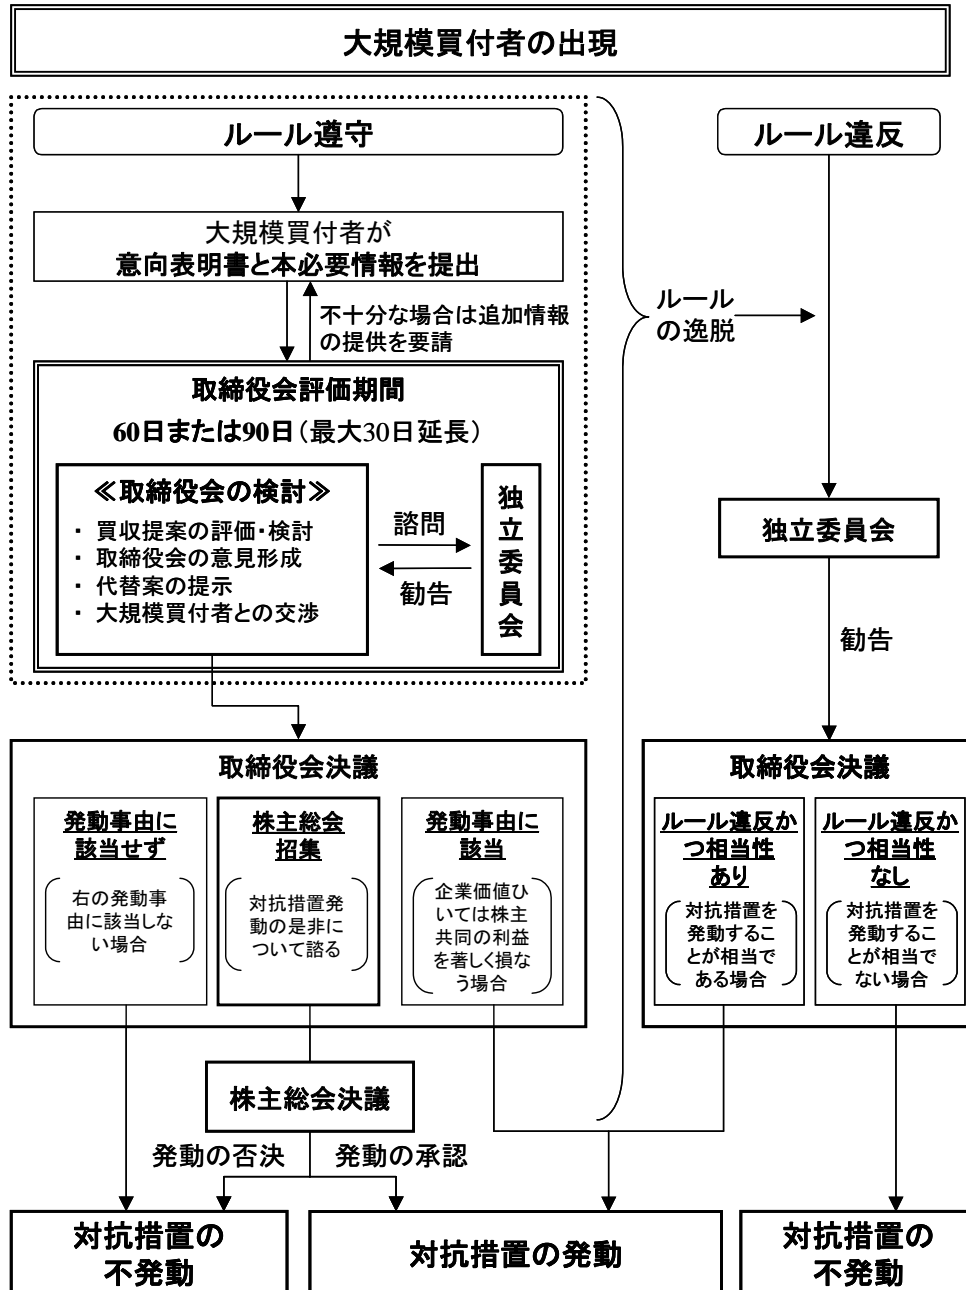 大規模買付者の出現
ルール遵守
大規模買付者が
意向表明書と本必要情報を提出
不十分な場合は追加情報
の提供を要請
取締役会評価期間
60日または90日（最大30日延長）
≪取締役会の検討≫
・ 買収提案の評価・検討
・ 取締役会の意見形成
・ 代替案の提示
・ 大規模買付者との交渉
諮問
勧告
独
立
委
員
会
ルール
の逸脱
ルール違反
独立委員会
勧告
取締役会決議
発動事由に
該当せず
右の発動事
由に該当しな
い場合
株主総会
招集
対抗措置発
動の是非に
ついて諮る
発動事由に
該当
企業価値ひ
いては株主
共同の利益
を著しく損な
う場合
取締役会決議
ルール違反か
つ相当性
あり
対抗措置を
発動するこ
とが相当で
ある場合
ルール違反か
つ相当性
なし
対抗措置を
発動するこ
とが相当で
ない場合
株主総会決議
発動の否決
発動の承認
対抗措置の
不発動
対抗措置の発動
対抗措置の
不発動